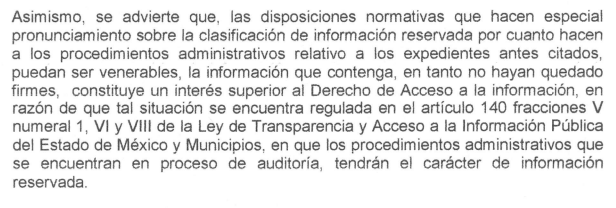 Asimismo, se advierte que, las disposiciones normativas que hacen especial
pronunciamiento sobre la clasificación de información reservada por cuanto hacen
a los procedimientos administrativos relativo a los expedientes antes citados,
puedan ser venerables, la información que contenga, en tanto no hayan quedado
firmes, constituye un interés superior al Derecho de Acceso a la información, en
razón de que tal situación se encuentra regulada en el artículo 140 fracciones V
numeral 1, VI y VIII de la Ley de Transparencia y Acceso a la Información Pública
del Estado de México y Municipios, en que los procedimientos administrativos que
se encuentran en proceso de auditoría, tendrán el carácter de información
reservada.